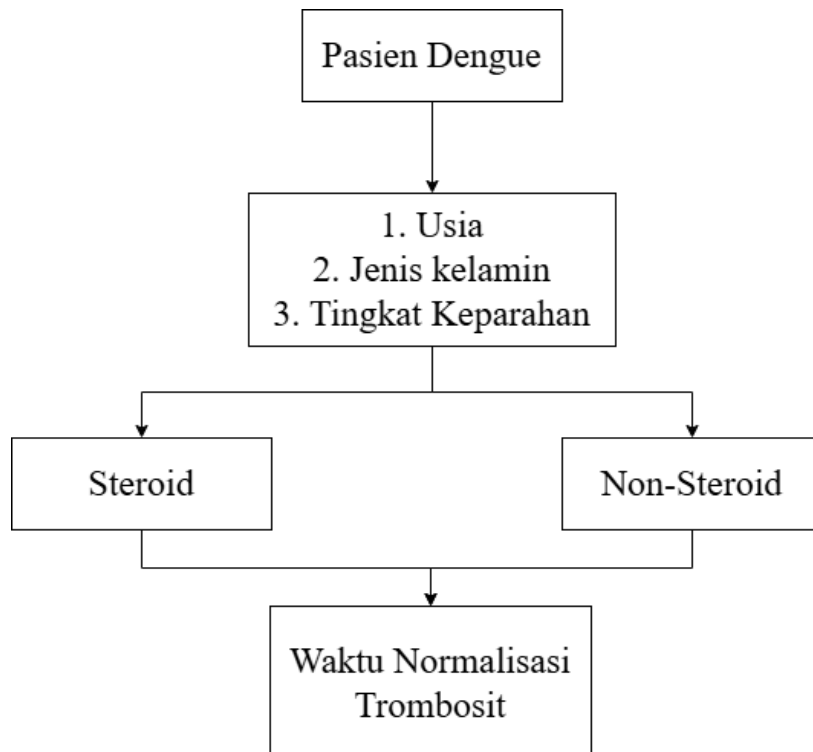 Pasien Dengue
1. Usia
2. Jenis kelamin
3. Tingkat Keparahan
Steroid
Non-Steroid
Waktu Normalisasi
Trombosit